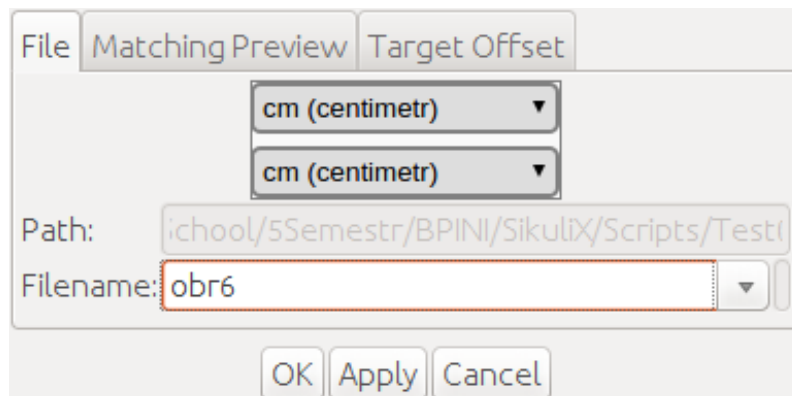 File Matching Preview Target Offset
cm (centimetr)
cm (centimetr)
Path: ichool/5Semestr/BPINI/SikuliX/Scripts/Test(
Filename: obr6
OK Apply Cancel